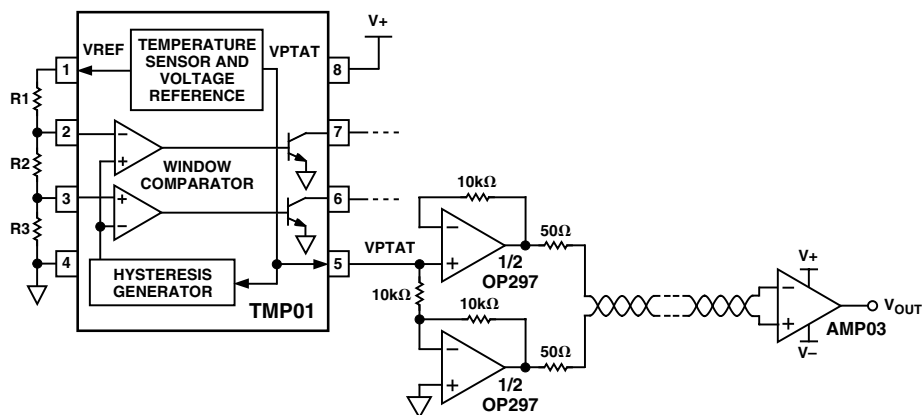 V+
VREF
TEMPERATURE
SENSOR AND
VOLTAGE
REFERENCE
VPTAT
1
8
R1
2
7
R2
WINDOW
COMPARATOR
3
6
R3
4
HYSTERESIS
GENERATOR
TMP01
5
VPTAT
10kΩ
50Ω
1/2
OP297
10kΩ
10kΩ
50Ω
1/2
OP297
V+
VOUT
AMP03
V–